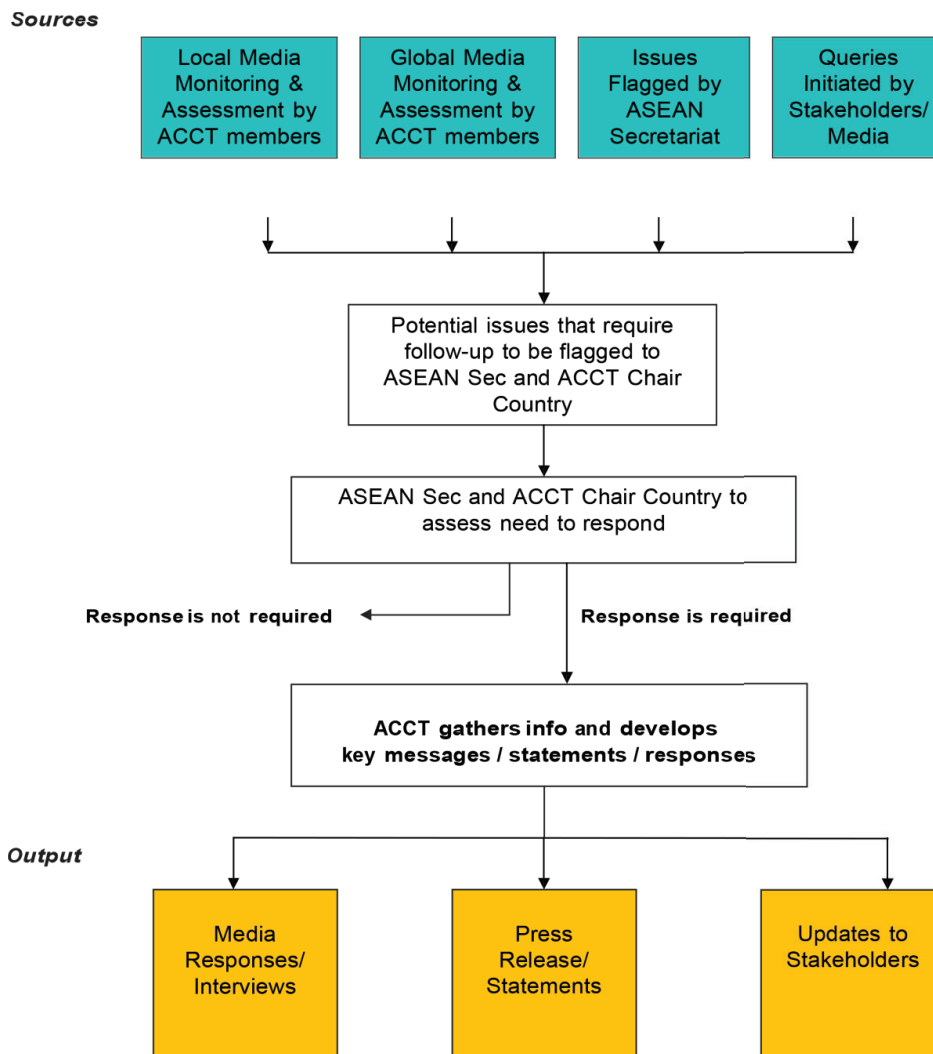 Sources
Local Media
Monitoring &
Assessment by
ACCT members
Global Media
Monitoring &
Assessment by
ACCT members
Issues
Flagged by
ASEAN
Secretariat
Queries
Initiated by
Stakeholders/
Media
Potential issues that require
follow-up to be flagged to
ASEAN Sec and ACCT Chair
Country
ASEAN Sec and ACCT Chair Country to
assess need to respond
Response is not required
Response is required
ACCT gathers info and develops
key messages / statements / responses
Output
Media
Responses/
Interviews
Press
Release/
Statements
Updates to
Stakeholders